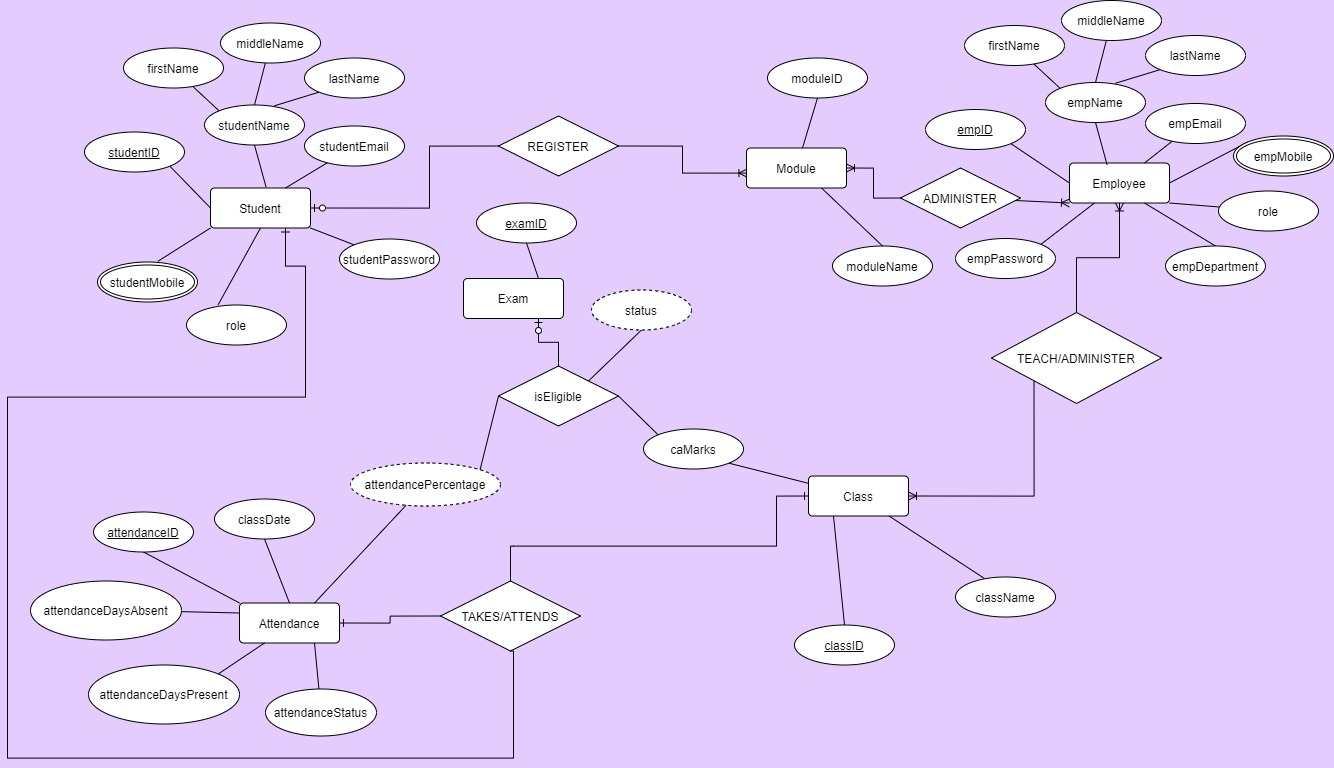 middleName
firstName
lastName
studentName
studentID
studentEmail
Student
studentPassword
studentMobile
role
REGISTER
moduleID
Module
moduleName
ADMINISTER
middleName
firstName
lastName
empName
empID
empEmail
empMobile
Employee
role
empPassword
empDepartment
examID
Exam
status
isEligible
caMarks
TEACH/ADMINISTER
attendancePercentage
Class
className
classID
attendanceID
classDate
attendanceDaysAbsent
Attendance
TAKES/ATTENDS
attendanceDaysPresent
attendanceStatus